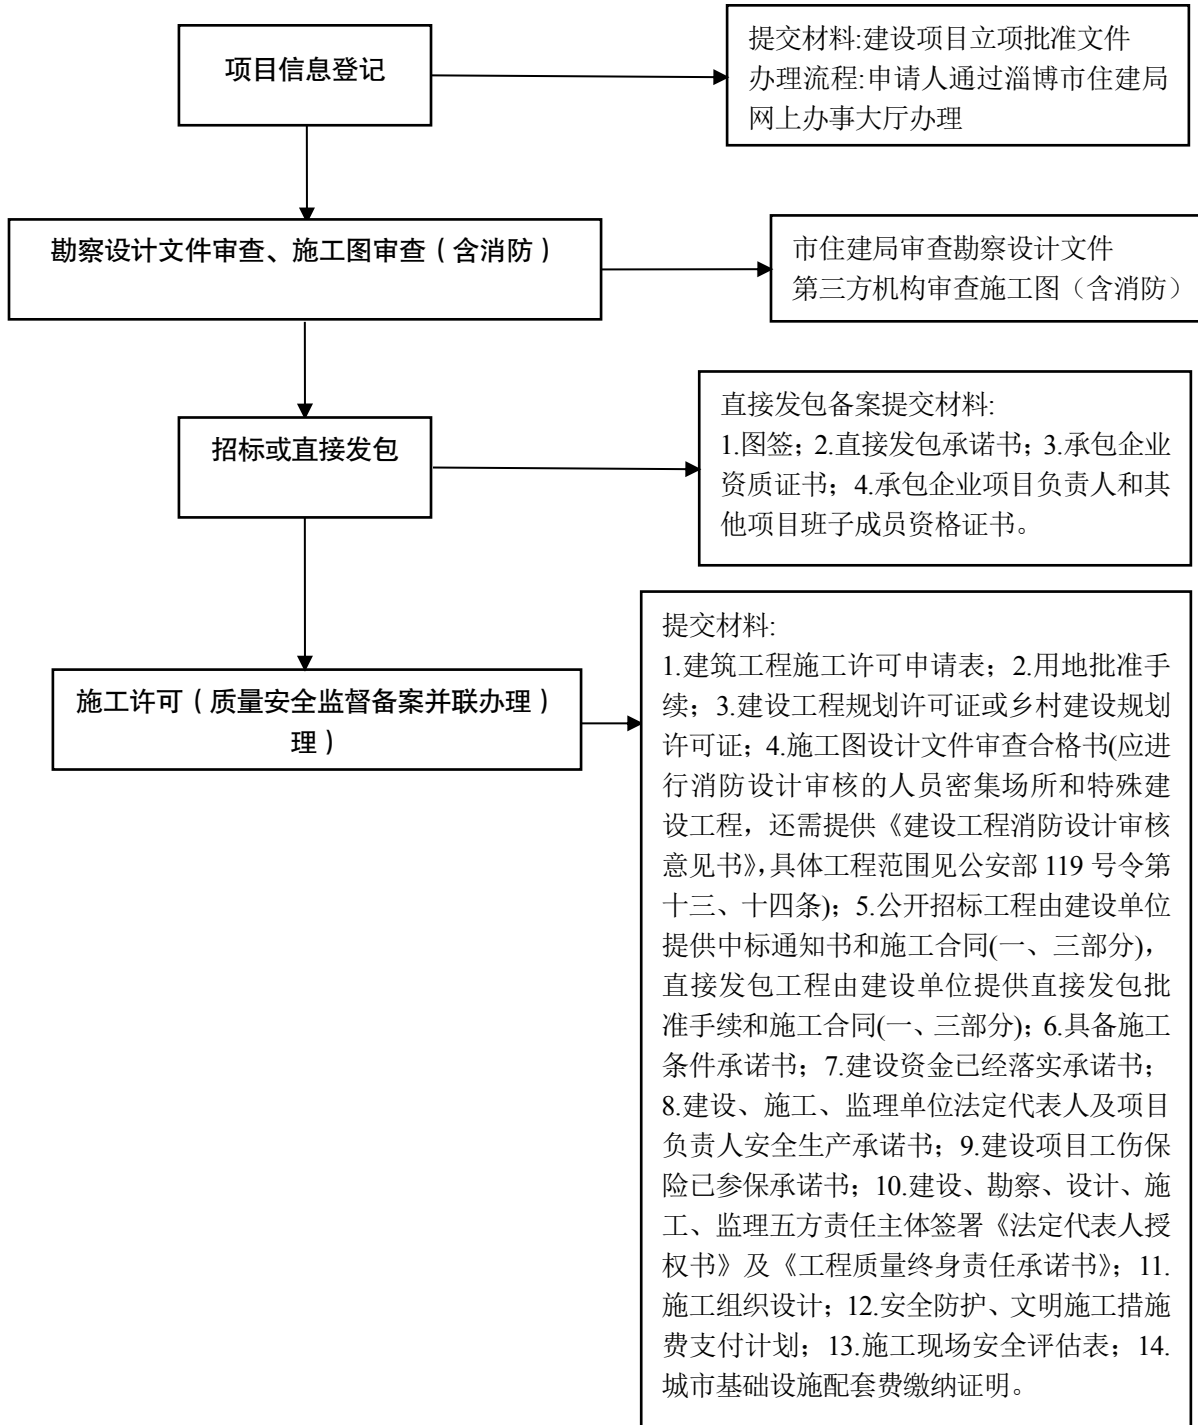 项目信息登记
提交材料:建设项目立项批准文件
办理流程:申请人通过淄博市住建局
网上办事大厅办理
勘察设计文件审查、施工图审查（含消防）
市住建局审查勘察设计文件
第三方机构审查施工图（含消防）
招标或直接发包
直接发包备案提交材料:
1.图签；2.直接发包承诺书；3.承包企业
资质证书；4.承包企业项目负责人和其
他项目班子成员资格证书。
施工许可（质量安全监督备案并联办理）
理）
提交材料:
1.建筑工程施工许可申请表；2.用地批准手
续；3.建设工程规划许可证或乡村建设规划
许可证；4.施工图设计文件审查合格书(应进
行消防设计审核的人员密集场所和特殊建
设工程，还需提供《建设工程消防设计审核
意见书》，具体工程范围见公安部 119 号令第
十三、十四条)；5.公开招标工程由建设单位
提供中标通知书和施工合同(一、三部分)，
直接发包工程由建设单位提供直接发包批
准手续和施工合同(一、三部分)；6.具备施工
条件承诺书；7.建设资金已经落实承诺书；
8.建设、施工、监理单位法定代表人及项目
负责人安全生产承诺书；9.建设项目工伤保
险已参保承诺书；10.建设、勘察、设计、施
工、监理五方责任主体签署《法定代表人授
权书》及《工程质量终身责任承诺书》；11.
施工组织设计；12.安全防护、文明施工措施
费支付计划；13.施工现场安全评估表；14.
城市基础设施配套费缴纳证明。